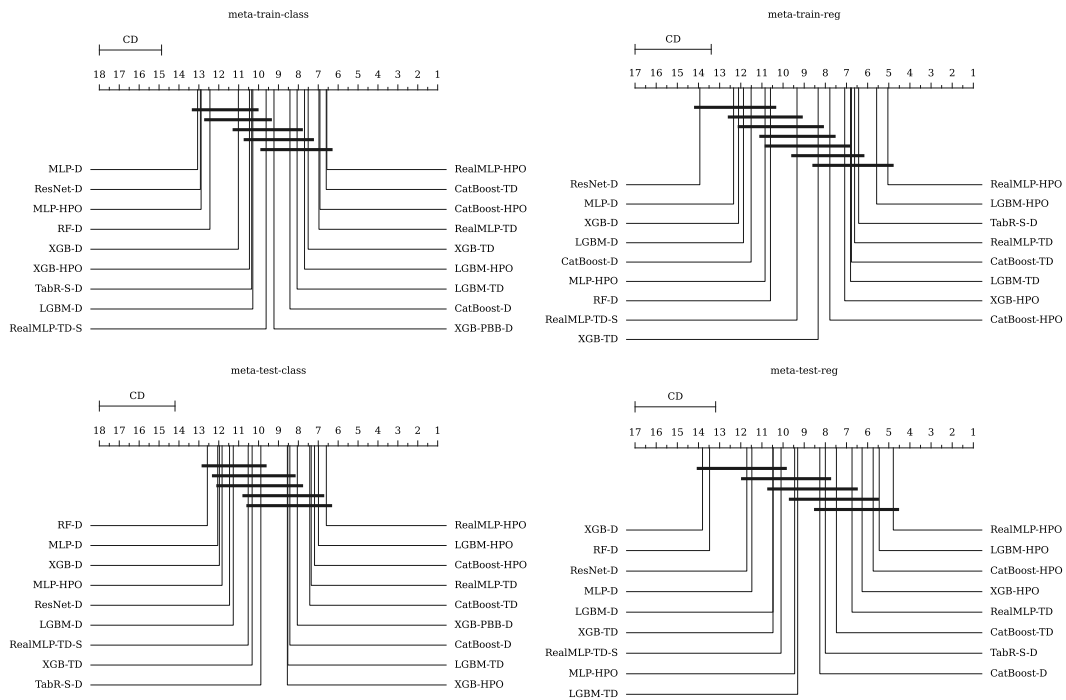 meta-train-class
CD
18 17 16 15 14 13 12 11 10 9 8 7 6 5 4 3 2 1
MLP-D
ResNet-D
MLP-HPO
RF-D
XGB-D
XGB-HPO
TabR-S-D
LGBM-D
RealMLP-TD-S
RealMLP-HPO
CatBoost-TD
CatBoost-HPO
RealMLP-TD
XGB-TD
LGBM-HPO
LGBM-TD
CatBoost-D
XGB-PBB-D
meta-train-reg
CD
17 16 15 14 13 12 11 10 9 8 7 6 5 4 3 2 1
ResNet-D
MLP-D
XGB-D
LGBM-D
CatBoost-D
MLP-HPO
RF-D
RealMLP-TD-S
XGB-TD
RealMLP-HPO
LGBM-HPO
TabR-S-D
RealMLP-TD
CatBoost-TD
LGBM-TD
XGB-HPO
CatBoost-HPO
meta-test-class
CD
18 17 16 15 14 13 12 11 10 9 8 7 6 5 4 3 2 1
RF-D
MLP-D
XGB-D
MLP-HPO
ResNet-D
LGBM-D
RealMLP-TD-S
XGB-TD
TabR-S-D
RealMLP-HPO
LGBM-HPO
CatBoost-HPO
RealMLP-TD
CatBoost-TD
XGB-PBB-D
CatBoost-D
LGBM-TD
XGB-HPO
meta-test-reg
CD
17 16 15 14 13 12 11 10 9 8 7 6 5 4 3 2 1
XGB-D
RF-D
ResNet-D
MLP-D
LGBM-D
XGB-TD
RealMLP-TD-S
MLP-HPO
LGBM-TD
RealMLP-HPO
LGBM-HPO
CatBoost-HPO
XGB-HPO
RealMLP-TD
CatBoost-TD
TabR-S-D
CatBoost-D